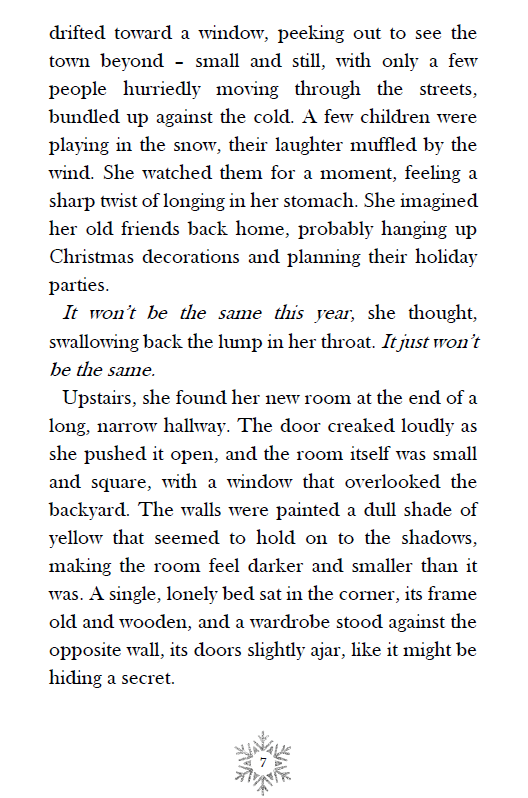 drifted toward a window, peeking out to see the
town beyond – small and still, with only a few
people hurriedly moving through the streets,
bundled up against the cold. A few children were
playing in the snow, their laughter muffled by the
wind. She watched them for a moment, feeling a
sharp twist of longing in her stomach. She imagined
her old friends back home, probably hanging up
Christmas decorations and planning their holiday
parties.
It won’t be the same this year, she thought,
swallowing back the lump in her throat. It just won’t
be the same.
Upstairs, she found her new room at the end of a
long, narrow hallway. The door creaked loudly as
she pushed it open, and the room itself was small
and square, with a window that overlooked the
backyard. The walls were painted a dull shade of
yellow that seemed to hold on to the shadows,
making the room feel darker and smaller than it
was. A single, lonely bed sat in the corner, its frame
old and wooden, and a wardrobe stood against the
opposite wall, its doors slightly ajar, like it might be
hiding a secret.
7